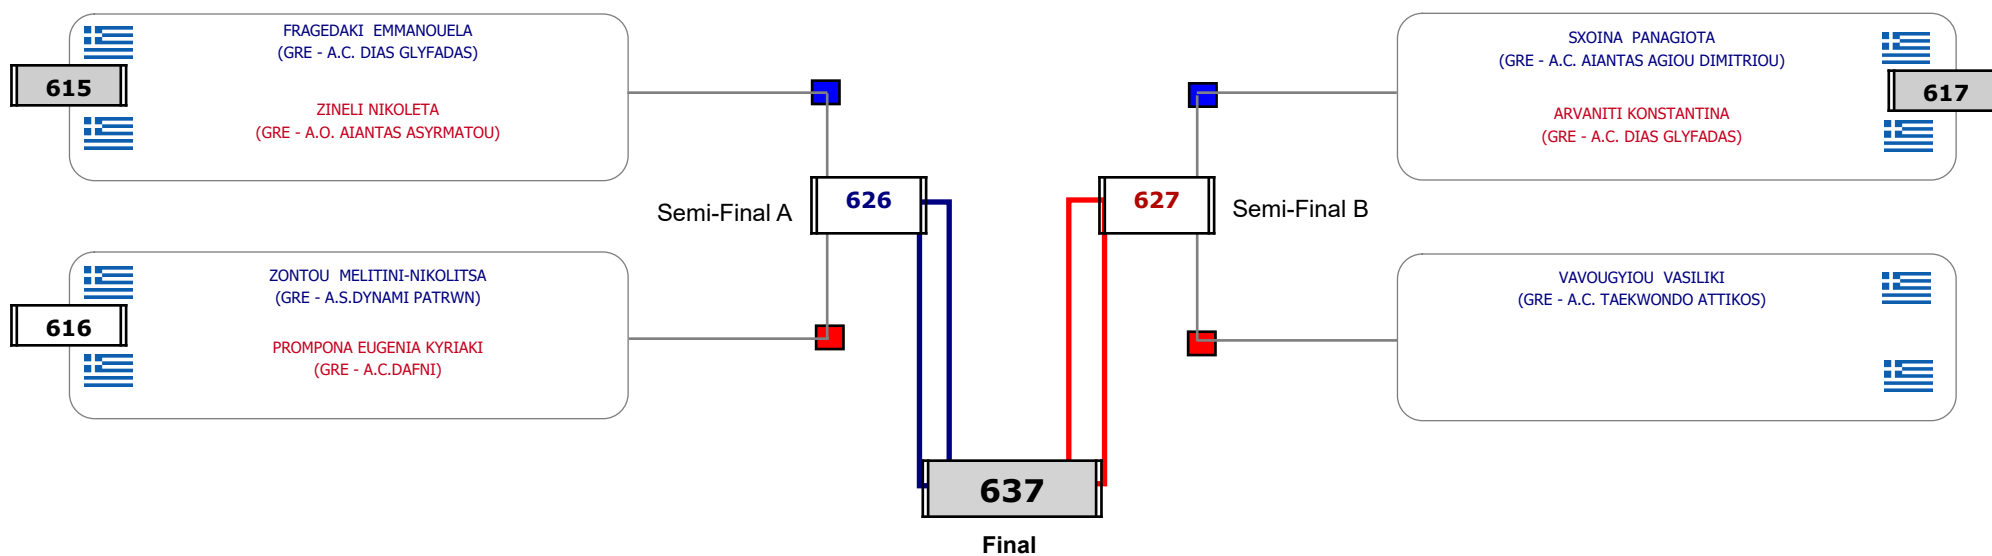 FRAGEDAKI EMMANOUELA
(GRE - A.C. DIAS GLYFADAS)
615
ZINELI NIKOLETA
(GRE - A.O. AIANTAS ASYRMATOU)
SXOINA PANAGIOTA
(GRE - A.C. AIANTAS AGIOU DIMITRIOU)
617
ARVANITI KONSTANTINA
(GRE - A.C. DIAS GLYFADAS)
Semi-Final A
626
627
Semi-Final B
ZONTOU MELITINI-NIKOLITSA
(GRE - A.S.DYNAMI PATRWN)
616
PROMPONA EUGENIA KYRIAKI
(GRE - A.C.DAFNI)
VAVOUGYIOU VASILIKI
(GRE - A.C. TAEKWONDO ATTIKOS)
637
Final